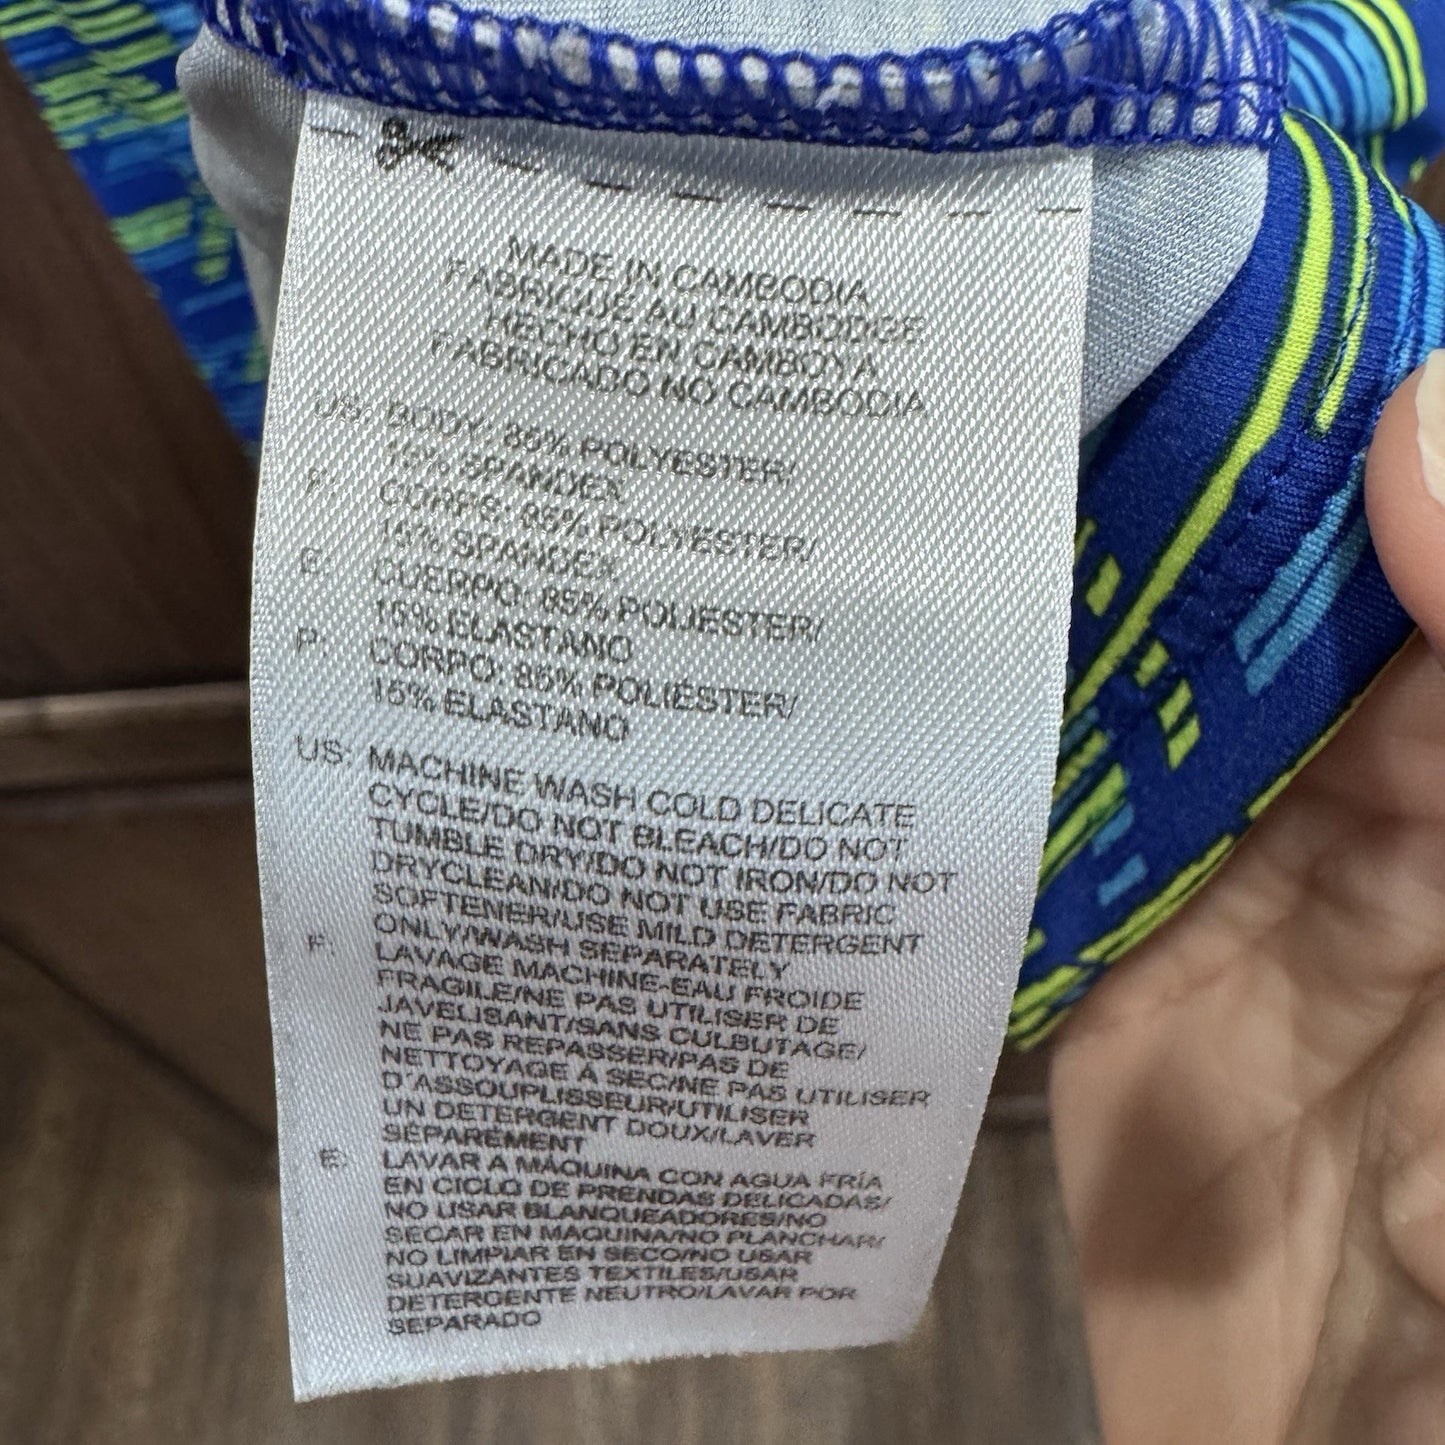 MADE IN CAMBODIA
FABRIQUE AU CAMBODGE
HECHO EN CAMBOYA
FABRICADO NO CAMBODIA
US: BODY: 85% POLYESTER/
15% SPANDEX
F: CORPS: 85% POLYESTER/
15% SPANDEX
E: CUERPO: 85% POLIESTER/
15% ELASTANO
P: CORPO: 85% POLIESTER/
15% ELASTANO
US: MACHINE WASH COLD DELICATE
CYCLE/DO NOT BLEACH/DO NOT
TUMBLE DRY/DO NOT IRON/DO NOT
DRYCLEAN/DO NOT USE FABRIC
SOFTENER/USE MILD DETERGENT
ONLY/WASH SEPARATELY
F: LAVAGE MACHINE-EAU FROIDE
FRAGILE/NE PAS UTILISER DE
JAVELISANT/SANS CULBUTAGE/
NE PAS REPASSER/PAS DE
NETTOYAGE À SEC/NE PAS UTILISER
D'ASSOUPLISSEUR/UTILISER
UN DETERGENT DOUX/LAVER
SÉPARÉMENT
E: LAVAR A MÁQUINA CON AGUA FRÍA
EN CICLO DE PRENDAS DELICADAS/
NO USAR BLANQUEADORES/NO
SECAR EN MAQUINA/NO PLANCHAR/
NO LIMPIAR EN SECO/NO USAR
SUAVIZANTES TEXTILES/USAR
DETERGENTE NEUTRO/LAVAR POR
SEPARADO